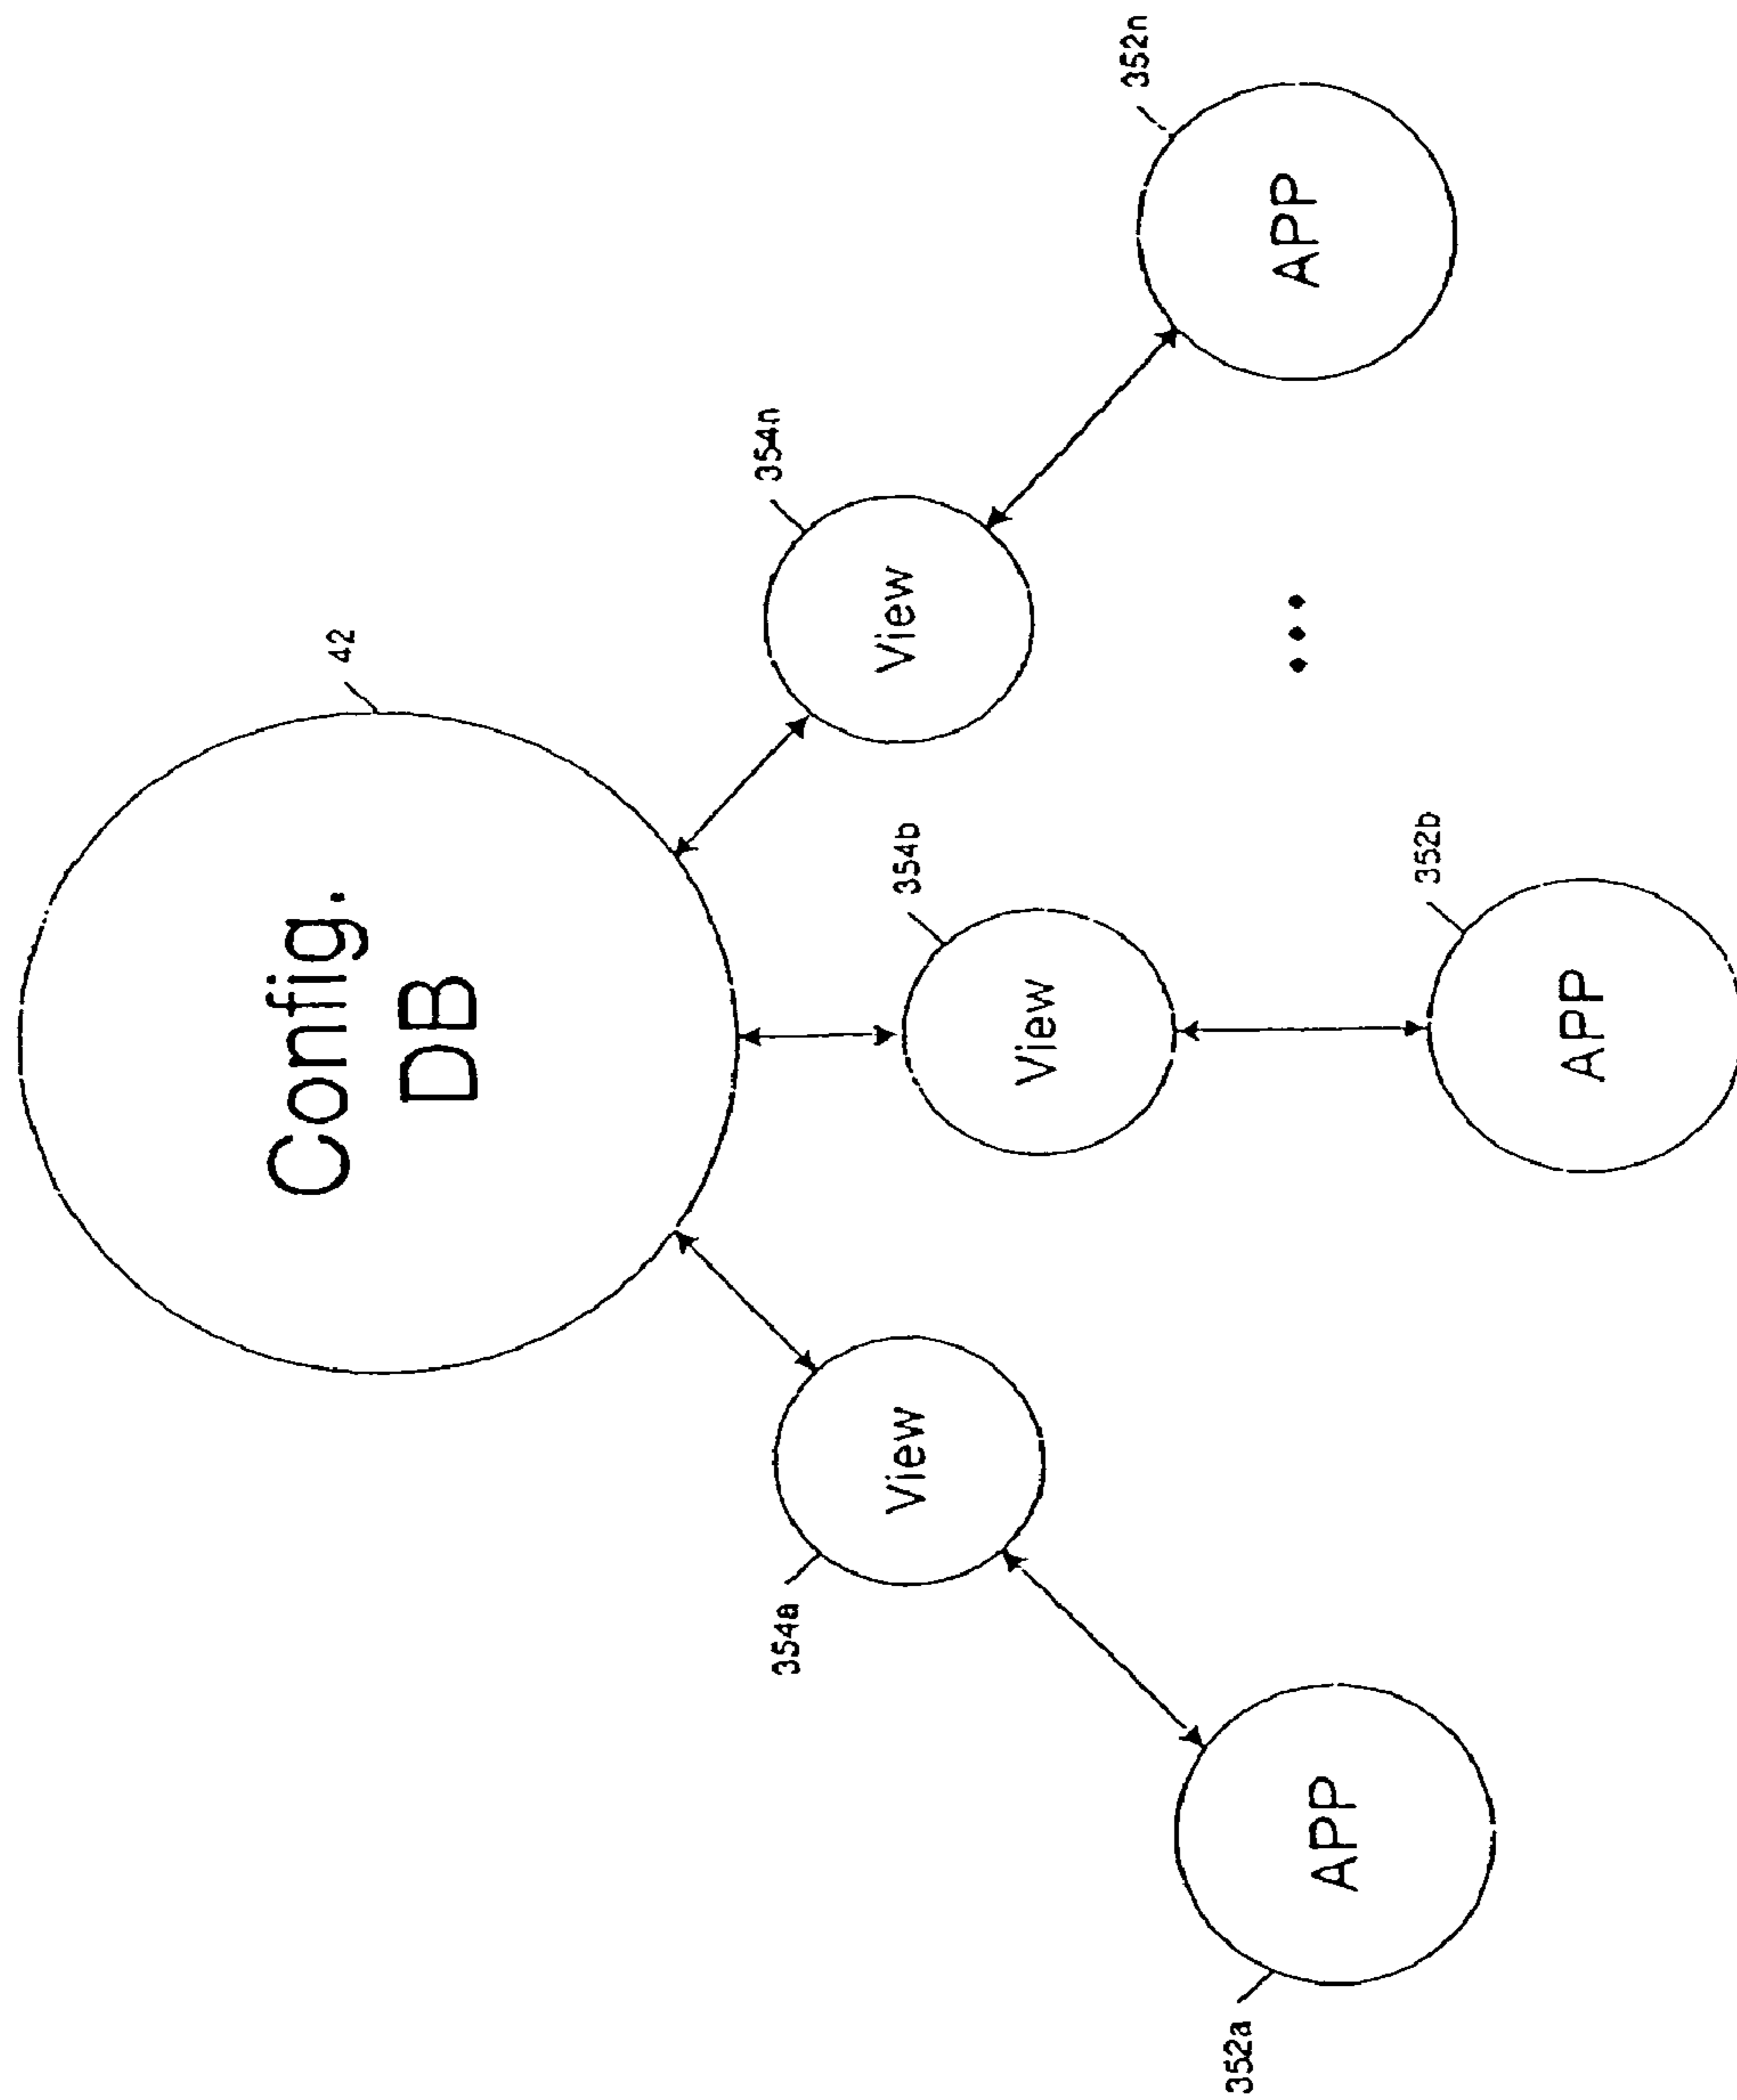 Config.
42
DB
354a
354n
View
354b
View
View
352n
352a
APP
•••
APP
352b
APP